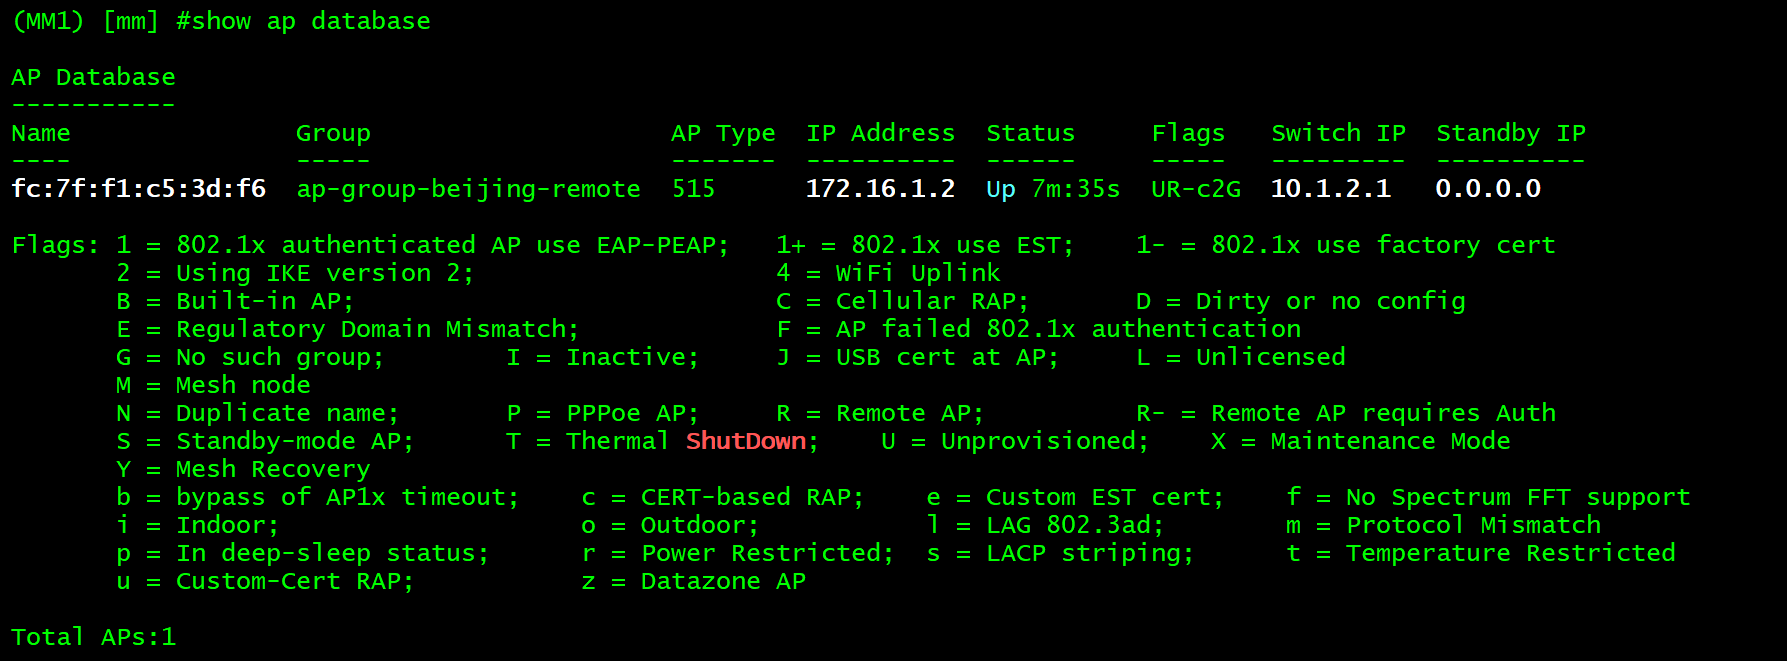 (MM1) [mm] #show ap database

AP Database
-----------
Name               Group                    AP Type  IP Address  Status     Flags   Switch IP  Standby IP
----               -----                    -------  ----------  ------     -----   ---------  ----------
fc:7f:f1:c5:3d:f6  ap-group-beijing-remote  515      172.16.1.2  Up 7m:35s  UR-c2G  10.1.2.1   0.0.0.0

Flags: 1 = 802.1x authenticated AP use EAP-PEAP;   1+ = 802.1x use EST;    1- = 802.1x use factory cert
       2 = Using IKE version 2;                    4 = WiFi Uplink
       B = Built-in AP;                            C = Cellular RAP;       D = Dirty or no config
       E = Regulatory Domain Mismatch;             F = AP failed 802.1x authentication
       G = No such group;        I = Inactive;     J = USB cert at AP;     L = Unlicensed
       M = Mesh node
       N = Duplicate name;       P = PPPoe AP;     R = Remote AP;          R- = Remote AP requires Auth
       S = Standby-mode AP;      T = Thermal ShutDown;    U = Unprovisioned;    X = Maintenance Mode
       Y = Mesh Recovery
       b = bypass of AP1x timeout;    c = CERT-based RAP;    e = Custom EST cert;    f = No Spectrum FFT support
       i = Indoor;                    o = Outdoor;           l = LAG 802.3ad;        m = Protocol Mismatch
       p = In deep-sleep status;      r = Power Restricted;  s = LACP striping;      t = Temperature Restricted
       u = Custom-Cert RAP;           z = Datazone AP

Total APs:1